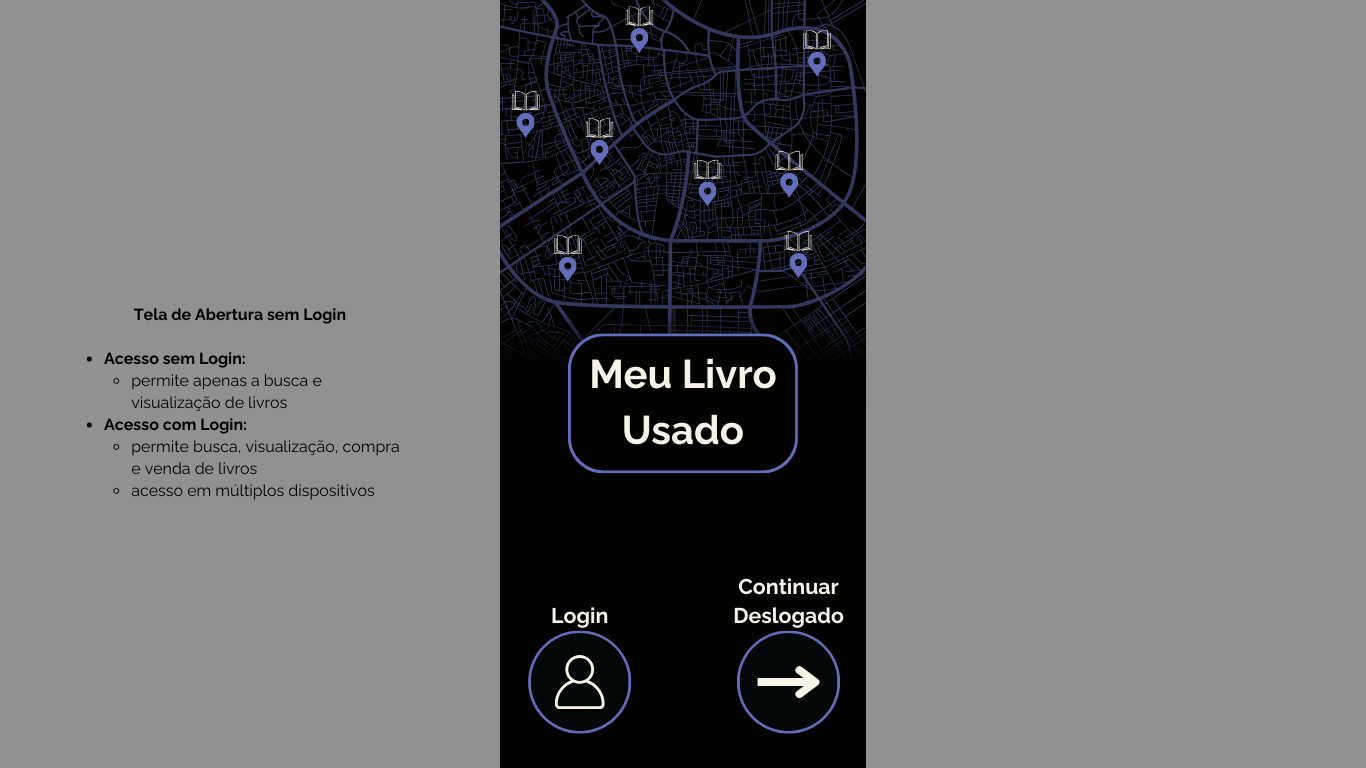 Tela de Abertura sem Login
• Acesso sem Login:
◦ permite apenas a busca e
visualização de livros
• Acesso com Login:
◦ permite busca, visualização, compra
e venda de livros
◦ acesso em múltiplos dispositivos
Meu Livro
Usado
Login
Continuar
Deslogado